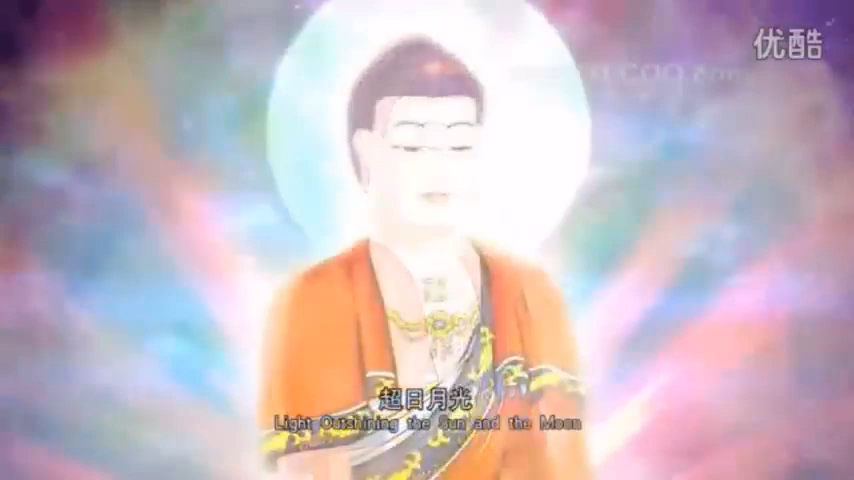 优酷
超日月光
Light Outshining the Sun and the Moon